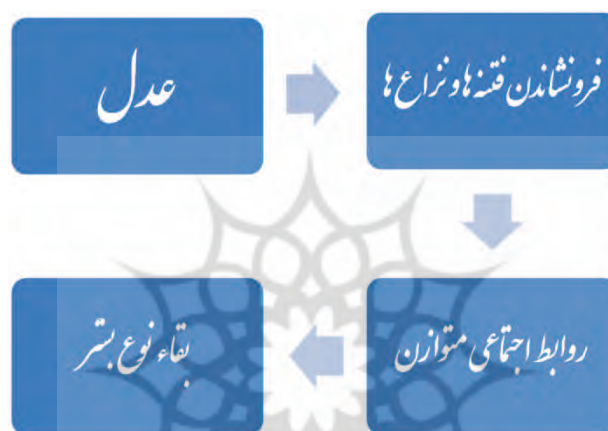 عدل
فرونشاندن فتنه ها و نزاع ها
روابط اجتماعی متوازن
بقاء نوع بشر